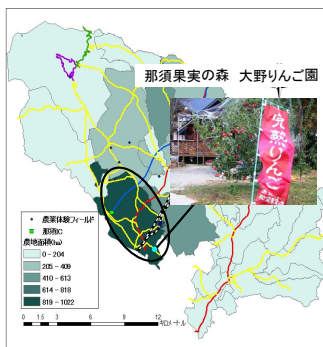 那須果実の森 大野りんご園
完熟りんご
農業体験フィールド
那須IC
農地面積(ha)
0 - 204
205 - 409
410 - 613
614 - 818
819 - 1022
0 1.5 3 6 9 12
キロメートル